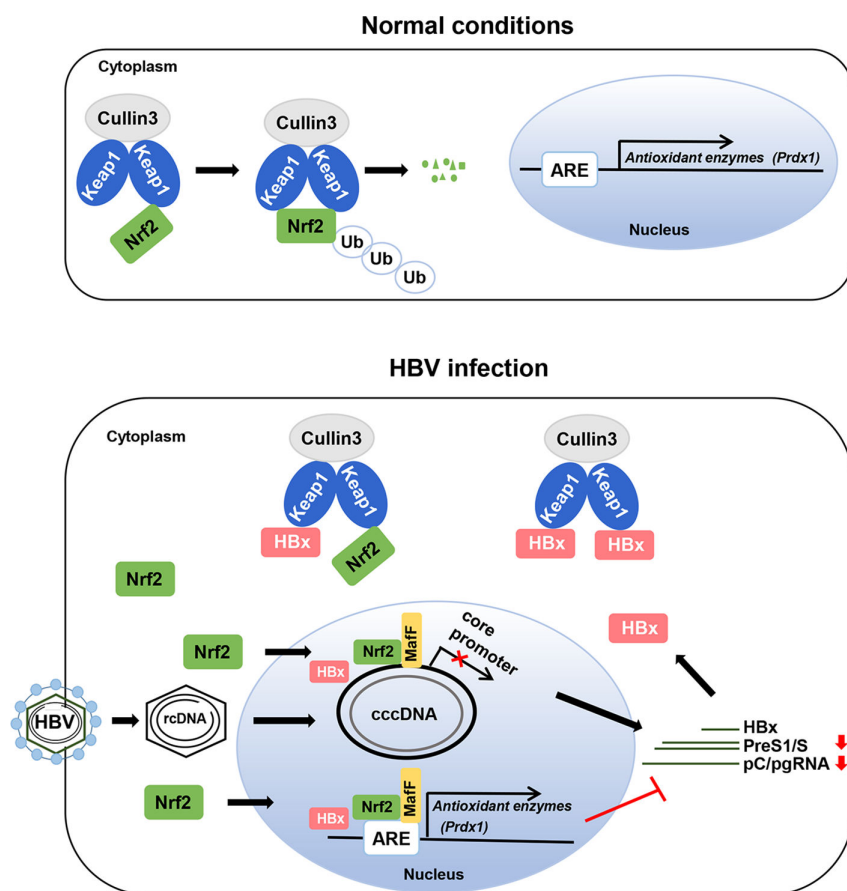 Normal conditions
Cytoplasm
Cullin3
Keap1
Keap1
Nrf2
Cullin3
Keap1
Keap1
Nrf2
Ub
Ub
Ub
ARE
Antioxidant enzymes (Prdx1)
Nucleus
HBV infection
Cytoplasm
Cullin3
Keap1
Keap1
HBx
Nrf2
Cullin3
Keap1
Keap1
HBx
HBx
Nrf2
Nrf2
HBx
Nrf2
MafF
core
promoter
cccDNA
HBx
HBV
rcDNA
HBx
PreS1/S
pC/pgRNA
Nrf2
HBx
Nrf2
MafF
ARE
Antioxidant enzymes
(Prdx1)
Nucleus